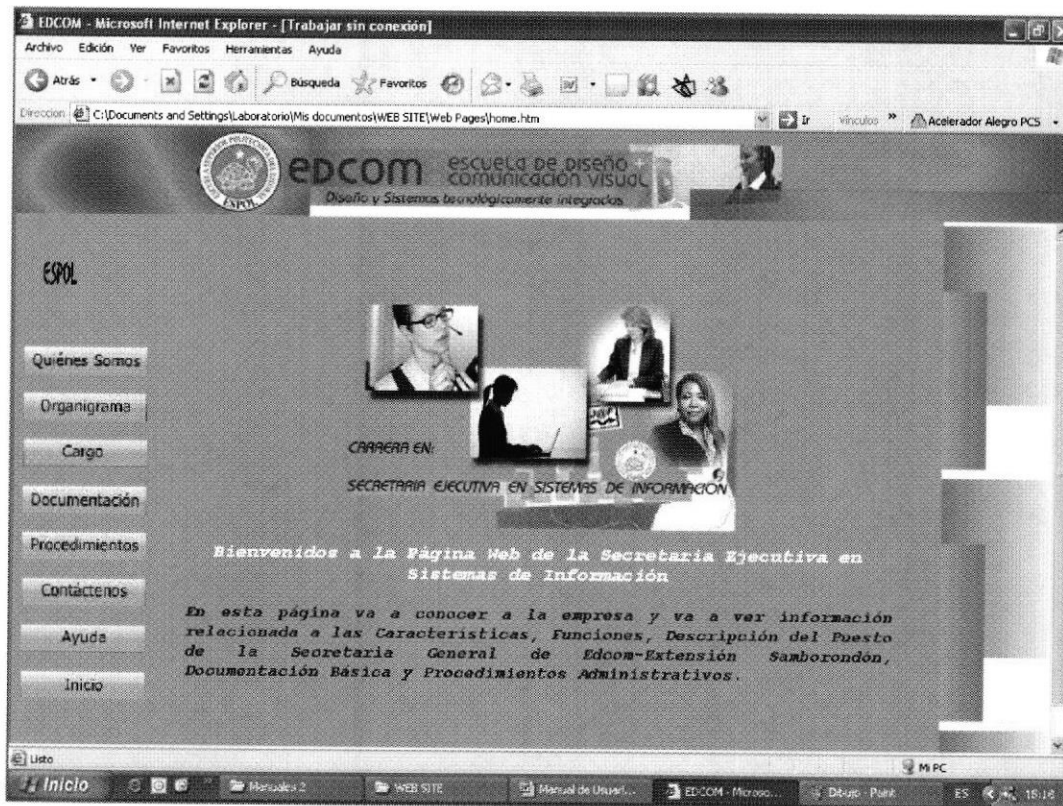 EDCOM - Microsoft Internet Explorer - [Trabajar sin conexión]
Archivo Edición Ver Favoritos Herramientas Ayuda
Atrás Búsqueda Favoritos
Dirección C:\Documents and Settings\Laboratorio\Mis documentos\WEB SITE\Web Pages\home.htm Ir Vínculos » Acelerador Alegro PCS
ESPOL
EDCOM ESCUELA DE DISEÑO
COMUNICACIÓN VISUAL
Diseño y Sistemas tecnológicamente integrados
ESPOL
Quiénes Somos
Organigrama
Cargo
Documentación
Procedimientos
Contáctenos
Ayuda
Inicio
CARRERA EN:
SECRETARIA EJECUTIVA EN SISTEMAS DE INFORMACIÓN
Bienvenidos a la Página Web de la Secretaria Ejecutiva en
Sistemas de Información
En esta página va a conocer a la empresa y va a ver información
relacionada a las Características, Funciones, Descripción del Puesto
de la Secretaria General de Edcom-Extensión Samborondón,
Documentación Básica y Procedimientos Administrativos.
Listo Mi PC
Inicio Manuales 2 WEB SITE Manual de Usuari... EDCOM - Microso... Dibujo - Paint ES 15:16